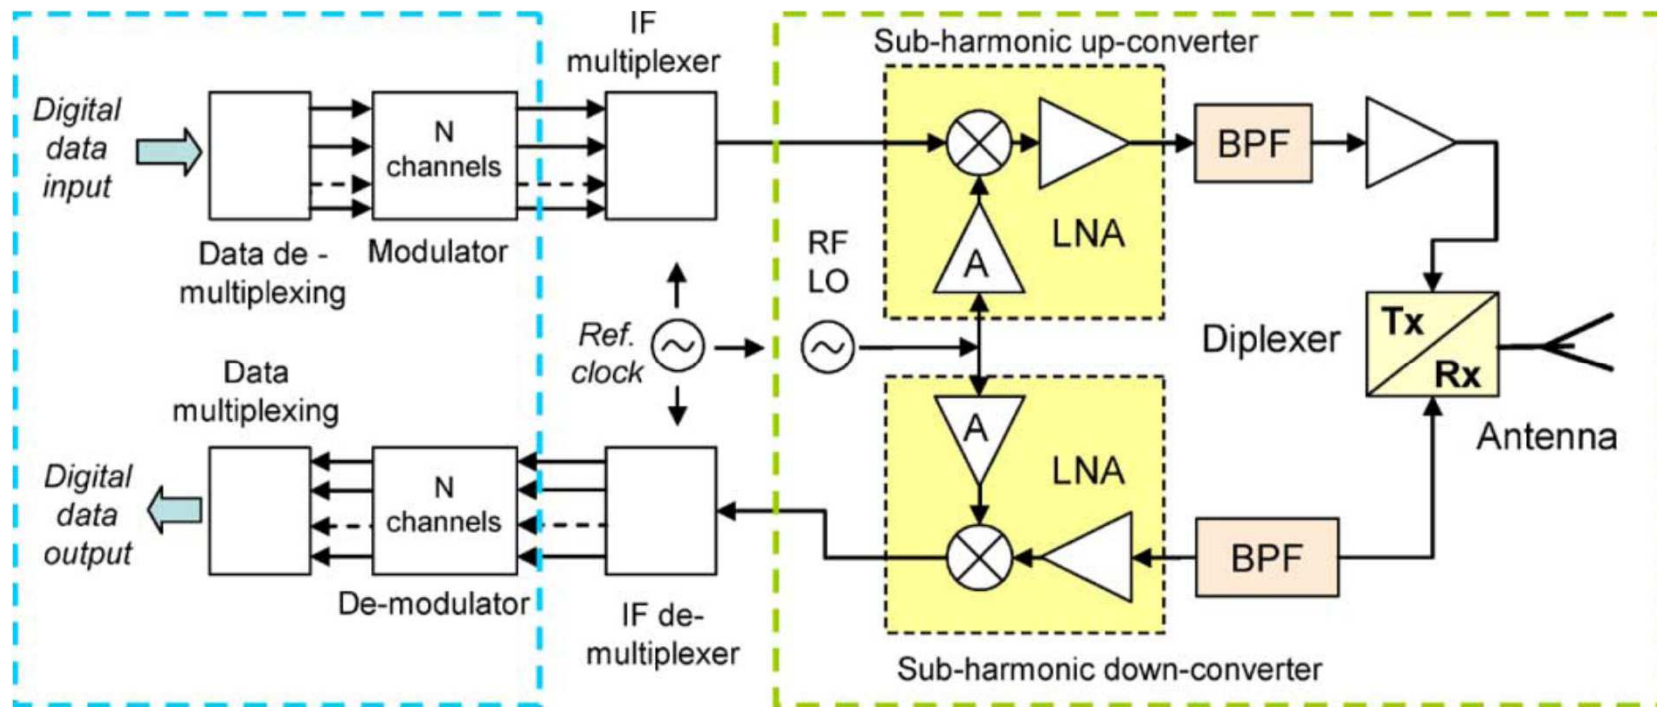 IF
multiplexer
Sub-harmonic up-converter
Digital
data
input
N
channels
BPF
Data de -
multiplexing
Modulator
LNA
A
RF
LO
Ref.
clock
Diplexer
Tx
Rx
Antenna
Data
multiplexing
A
LNA
Digital
data
output
N
channels
BPF
De-modulator
IF de-
multiplexer
Sub-harmonic down-converter